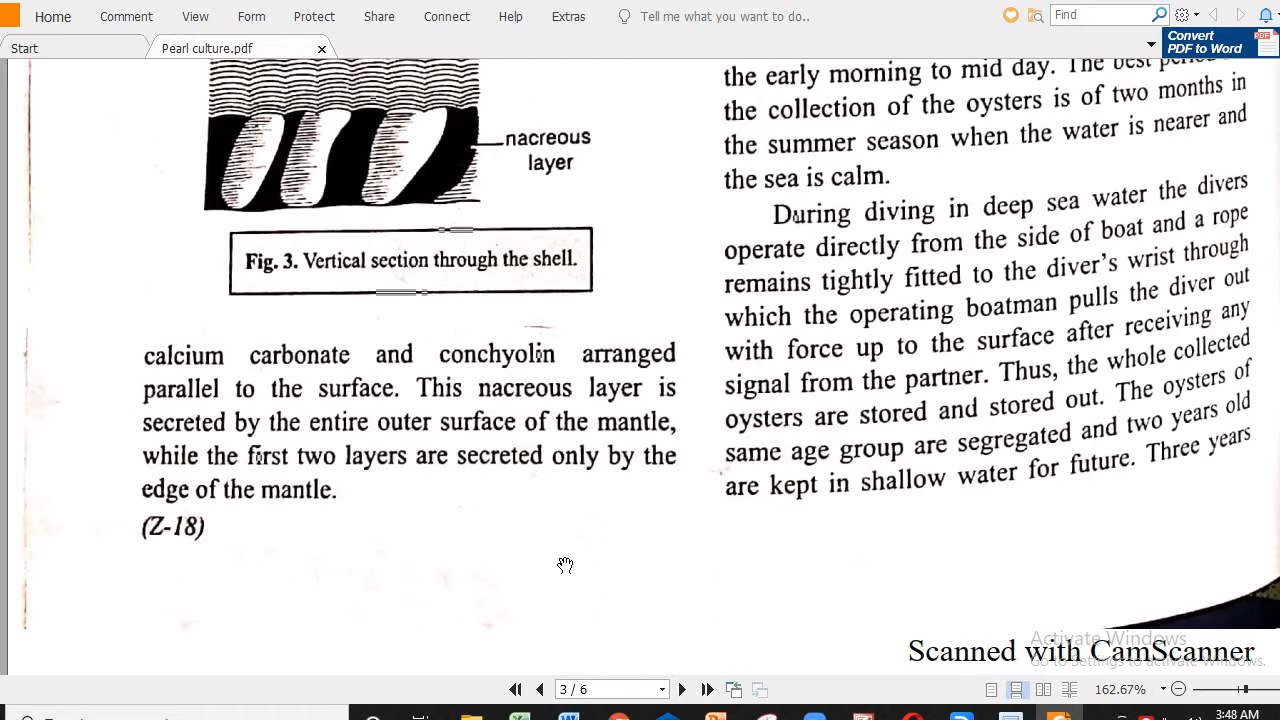 Home Comment View Form Protect Share Connect Help Extras Tell me what you want to do.. Find
Start Pearl culture.pdf x
Convert
PDF to Word
PDF
nacreous
layer
Fig. 3. Vertical section through the shell.
calcium carbonate and conchyolin arranged
parallel to the surface. This nacreous layer is
secreted by the entire outer surface of the mantle,
while the first two layers are secreted only by the
edge of the mantle.
(Z-18)
the early morning to mid day. The best
the collection of the oysters is of two months in
the summer season when the water is nearer and
the sea is calm.
During diving in deep sea water the divers
operate directly from the side of boat and a rope
remains tightly fitted to the diver's wrist through
which the operating boatman pulls the diver out
with force up to the surface after receiving any
signal from the partner. Thus, the whole collected
oysters are stored and stored out. The oysters of
same age group are segregated and two years old
are kept in shallow water for future. Three years
Activate Windows
Scanned with CamScanner
Go to Settings to activate Windows.
3 / 6 162.67%
3:48 AM